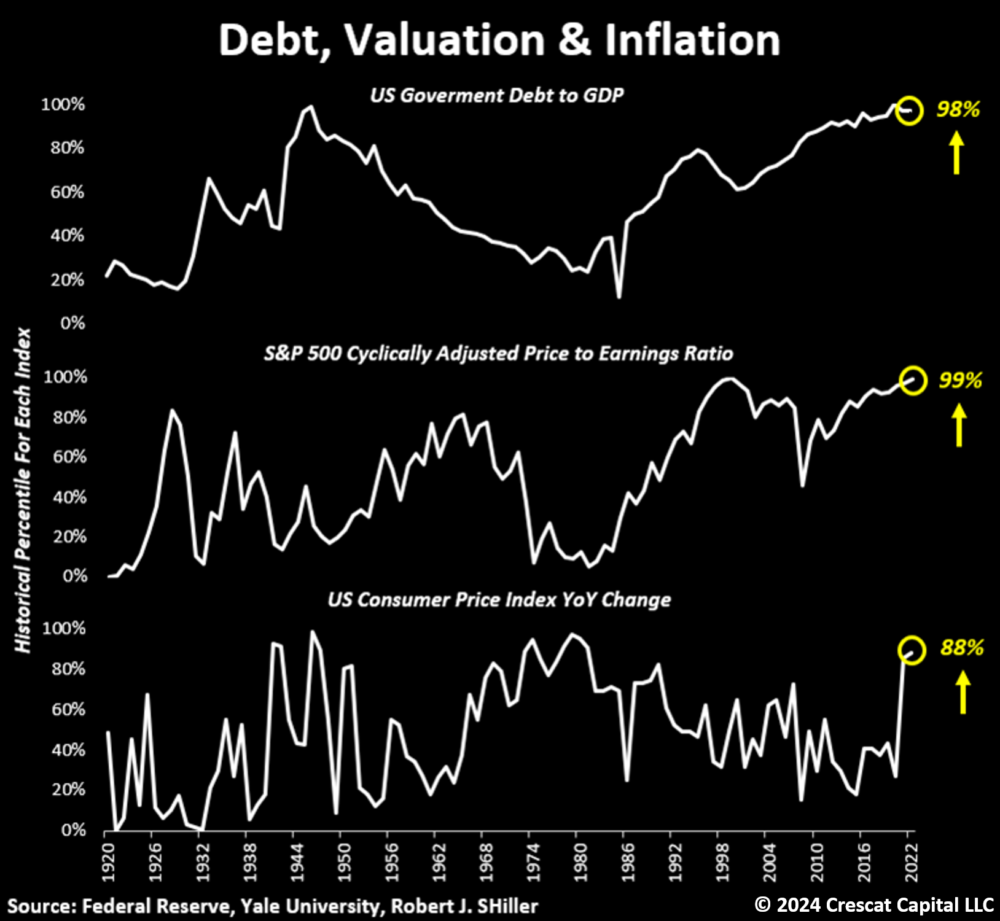 Debt, Valuation & Inflation
US Goverment Debt to GDP
100%
80%
60%
40%
20%
0%
98%
Historical Percentile For Each Index
S&P 500 Cyclically Adjusted Price to Earnings Ratio
100%
80%
60%
40%
20%
0%
99%
US Consumer Price Index YoY Change
100%
80%
60%
40%
20%
0%
88%
1920 1926 1932 1938 1944 1950 1956 1962 1968 1974 1980 1986 1992 1998 2004 2010 2016 2022
Source: Federal Reserve, Yale University, Robert J. SHiller
© 2024 Crescat Capital LLC